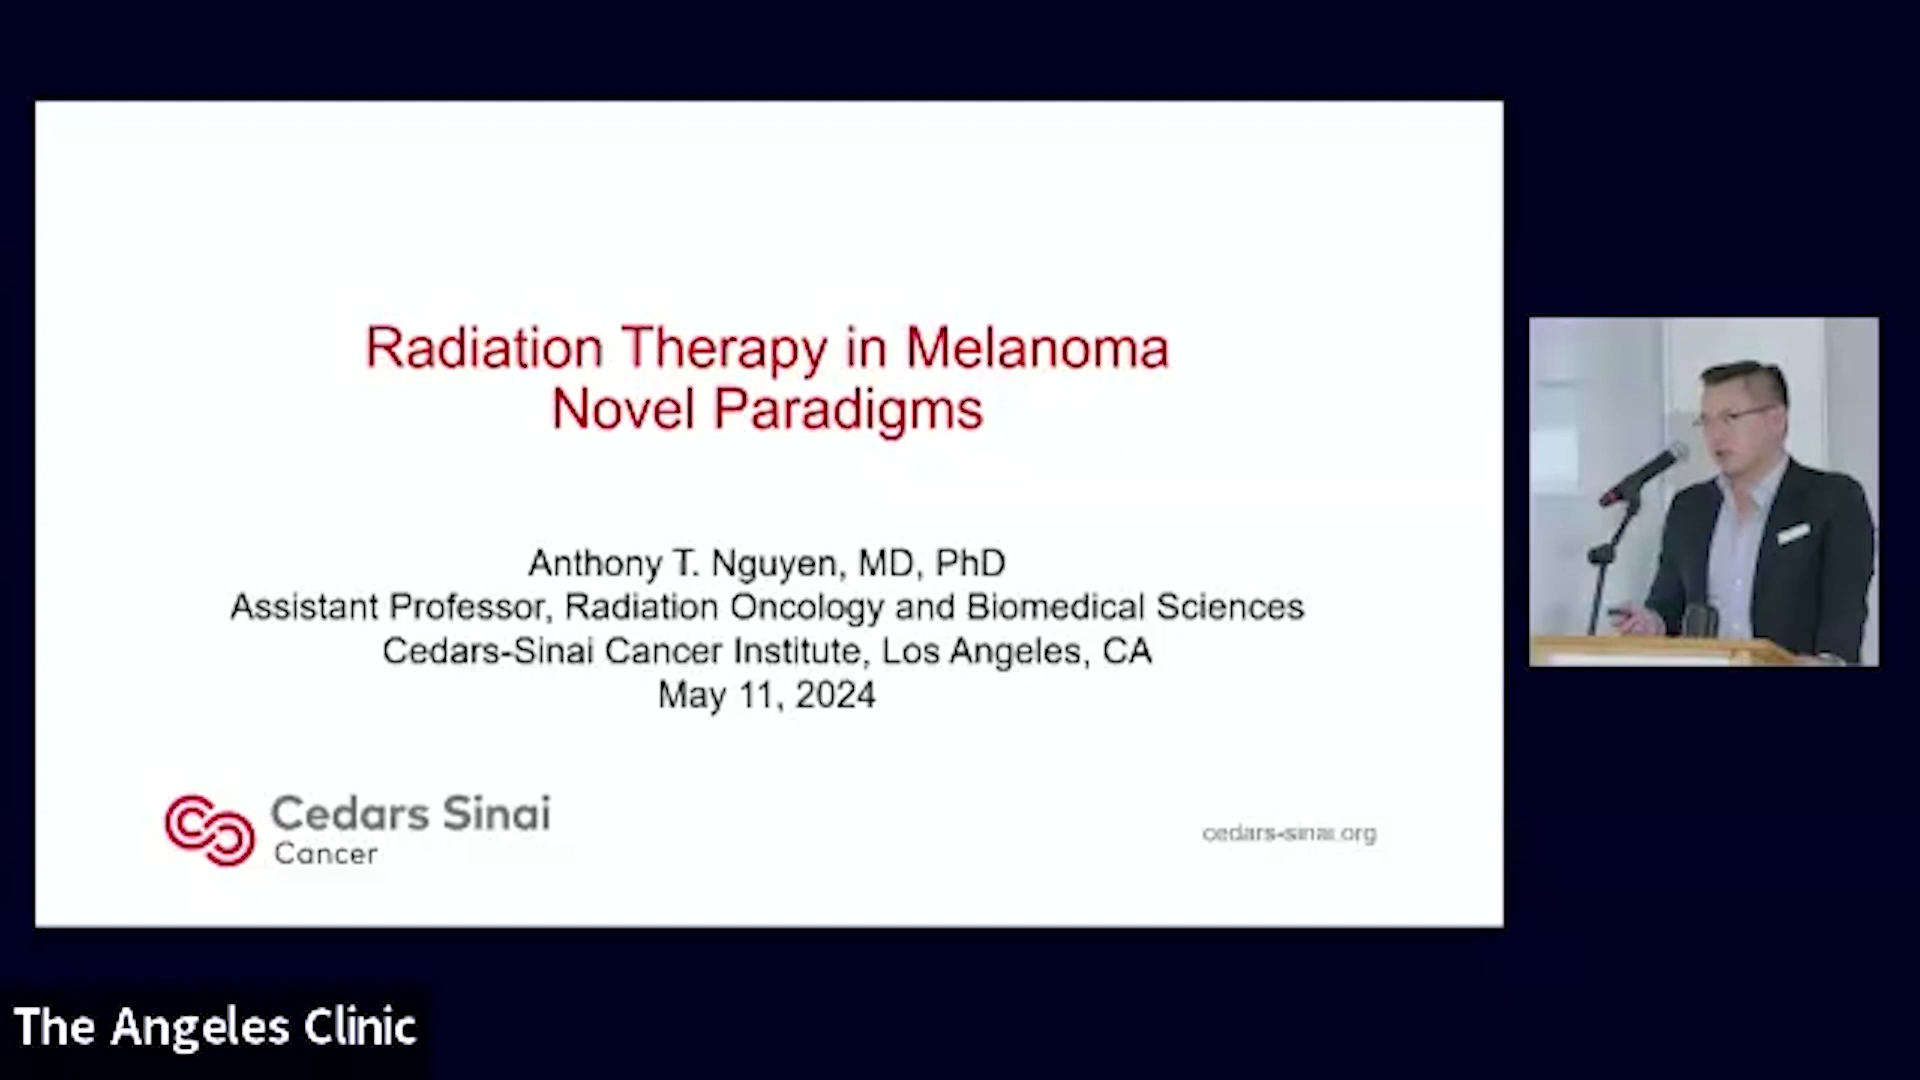 Radiation Therapy in Melanoma
Novel Paradigms
Anthony T. Nguyen, MD, PhD
Assistant Professor, Radiation Oncology and Biomedical Sciences
Cedars-Sinai Cancer Institute, Los Angeles, CA
May 11, 2024
Cedars Sinai
Cancer
cedars-sinai.org
The Angeles Clinic